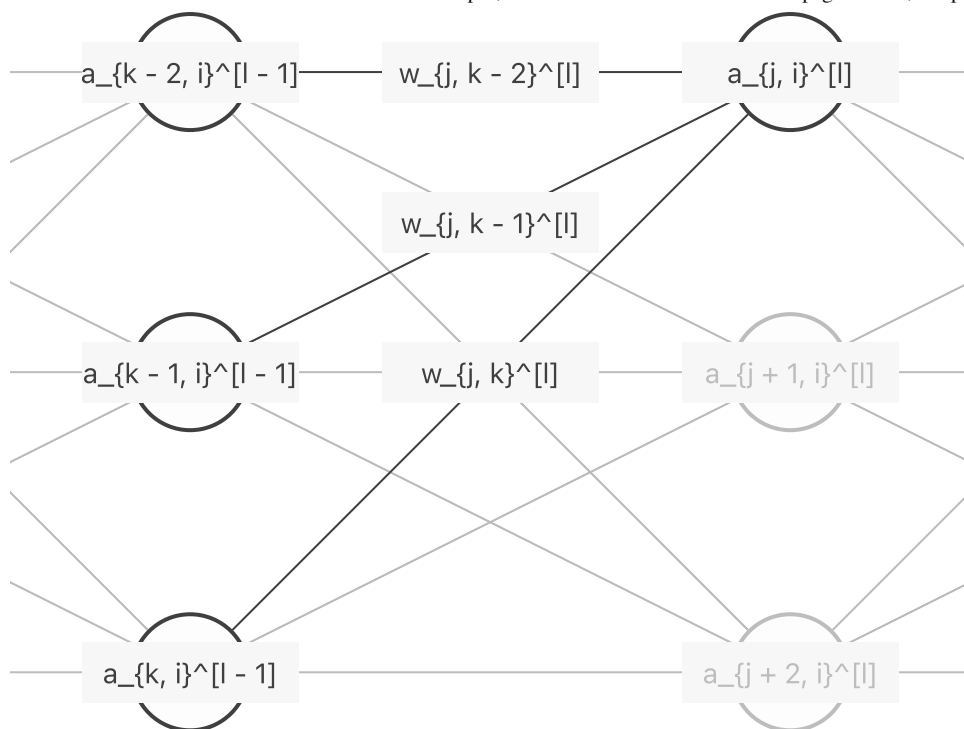 a_{k - 2, i}^[l - 1]
w_{j, k - 2}^[l]
a_{j, i}^[l]
w_{j, k - 1}^[l]
a_{k - 1, i}^[l - 1]
w_{j, k}^[l]
a_{j + 1, i}^[l]
a_{k, i}^[l - 1]
a_{j + 2, i}^[l]